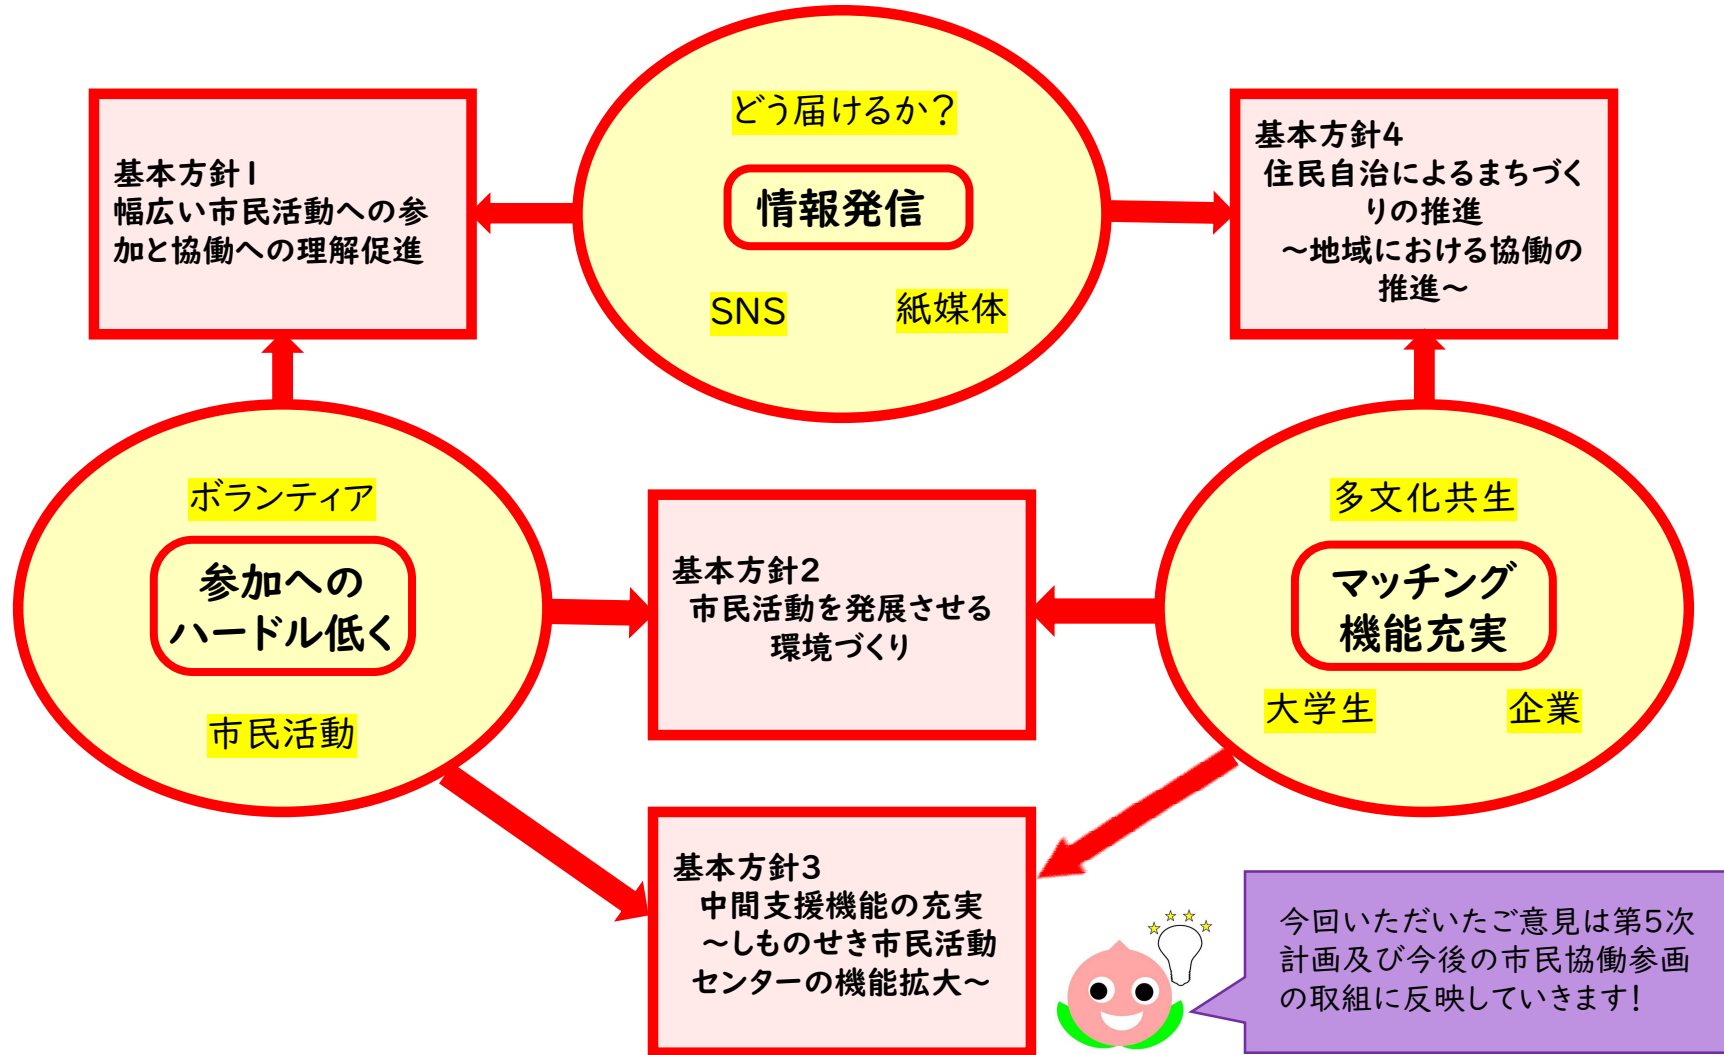 どう届けるか?
情報発信
SNS
紙媒体
基本方針1
幅広い市民活動への参
加と協働への理解促進
基本方針4
住民自治によるまちづく
りの推進
~地域における協働の
推進~
ボランティア
参加への
ハードル低く
市民活動
基本方針2
市民活動を発展させる
環境づくり
多文化共生
マッチング
機能充実
大学生
企業
基本方針3
中間支援機能の充実
~しものせき市民活動
センターの機能拡大~
今回いただいたご意見は第5次
計画及び今後の市民協働参画
の取組に反映していきます!